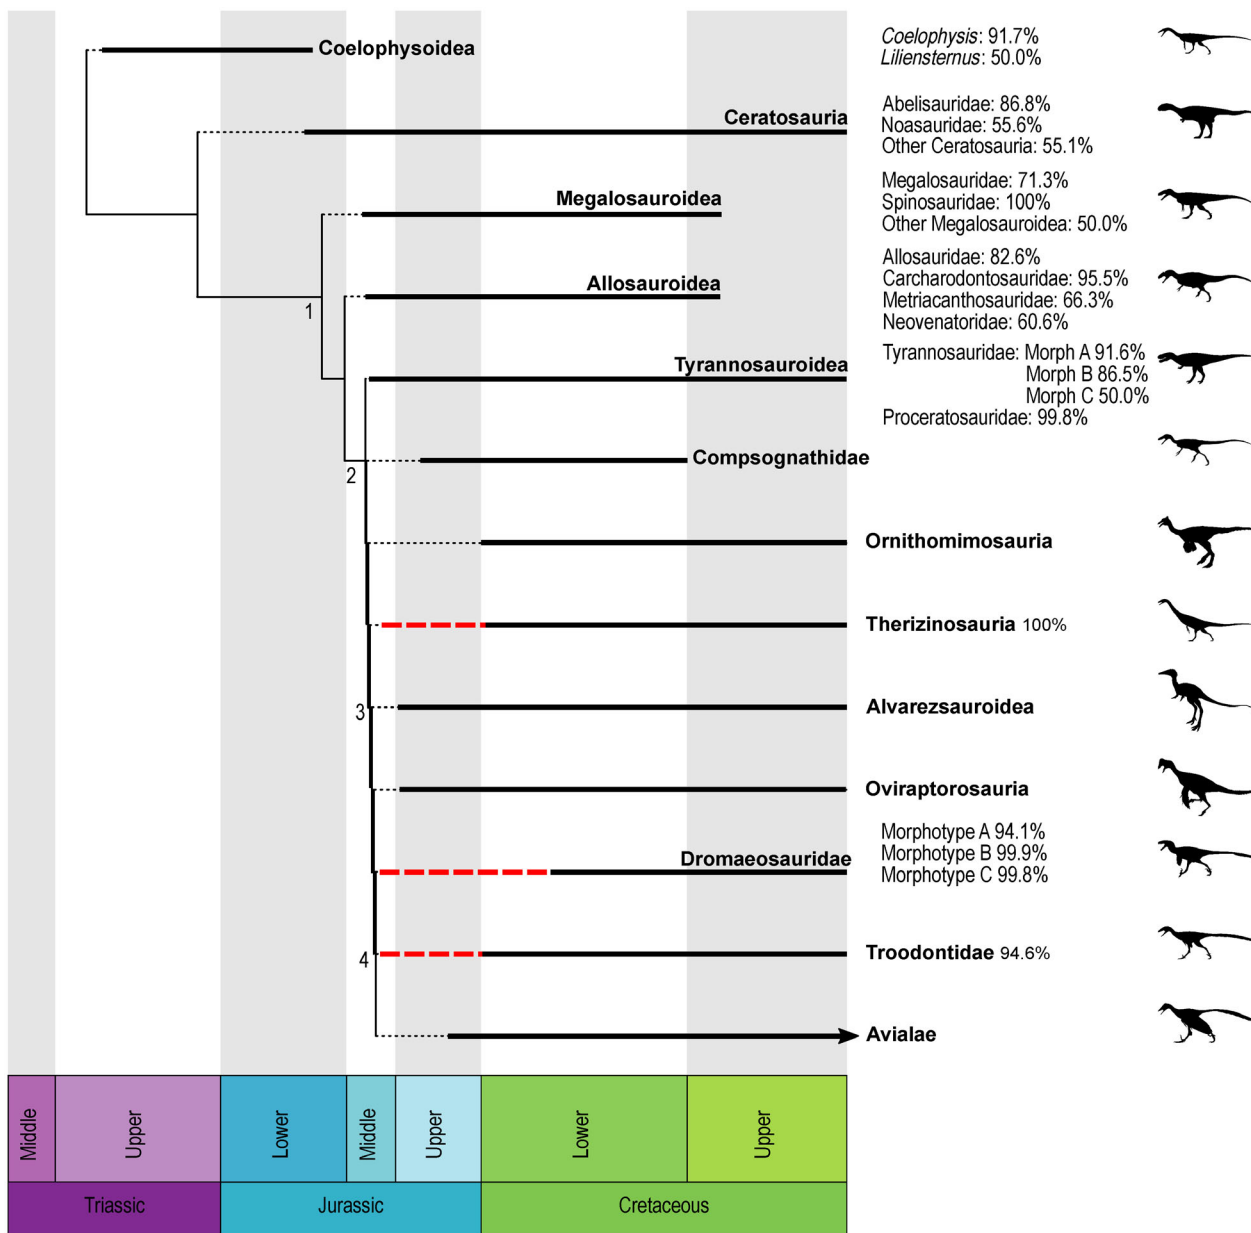 Coelophysoidea
Coelophysis: 91.7%
Liliensternus: 50.0%
Ceratosauria
Abelisauridae: 86.8%
Noasauridae: 55.6%
Other Ceratosauria: 55.1%
Megalosauroidea
Megalosauridae: 71.3%
Spinosauridae: 100%
Other Megalosauroidea: 50.0%
Allosauroidea
Allosauridae: 82.6%
Carcharodontosauridae: 95.5%
Metriacanthosauridae: 66.3%
Neovenatoridae: 60.6%
1
Tyrannosauroidea
Tyrannosauridae: Morph A 91.6%
Morph B 86.5%
Morph C 50.0%
Proceratosauridae: 99.8%
Compsognathidae
2
Ornithomimosauria
Therizinosauria 100%
3
Alvarezsauroidea
Oviraptorosauria
Dromaeosauridae
Morphotype A 94.1%
Morphotype B 99.9%
Morphotype C 99.8%
4
Troodontidae 94.6%
Avialae
Middle
Upper
Lower
Middle
Upper
Lower
Upper
Triassic
Jurassic
Cretaceous